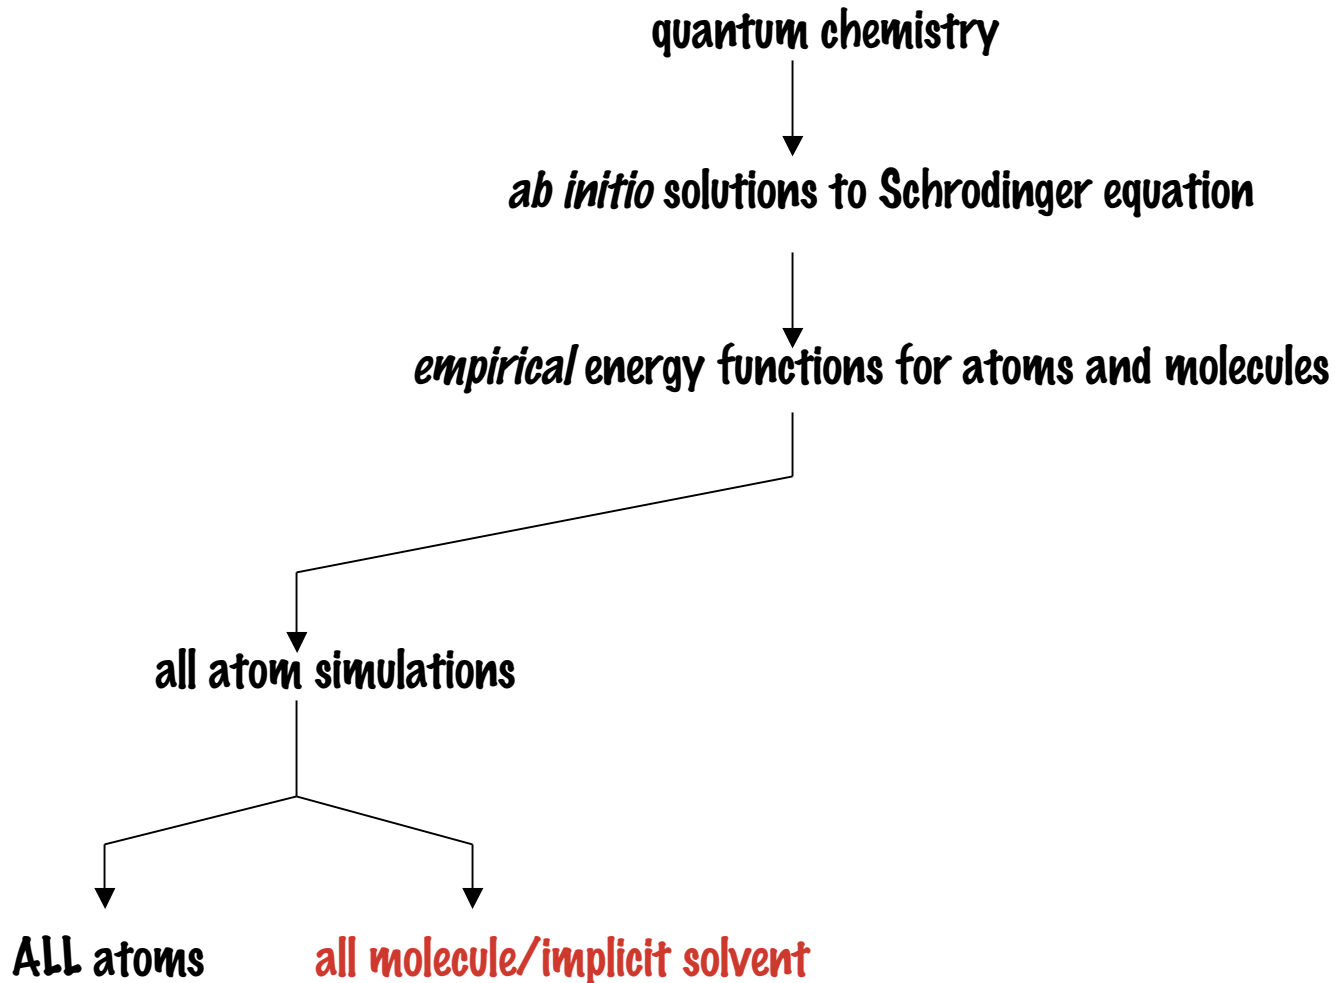 quantum chemistry
ab initio solutions to Schrodinger equation
empirical energy functions for atoms and molecules
all atom simulations
ALL atoms
all molecule/implicit solvent